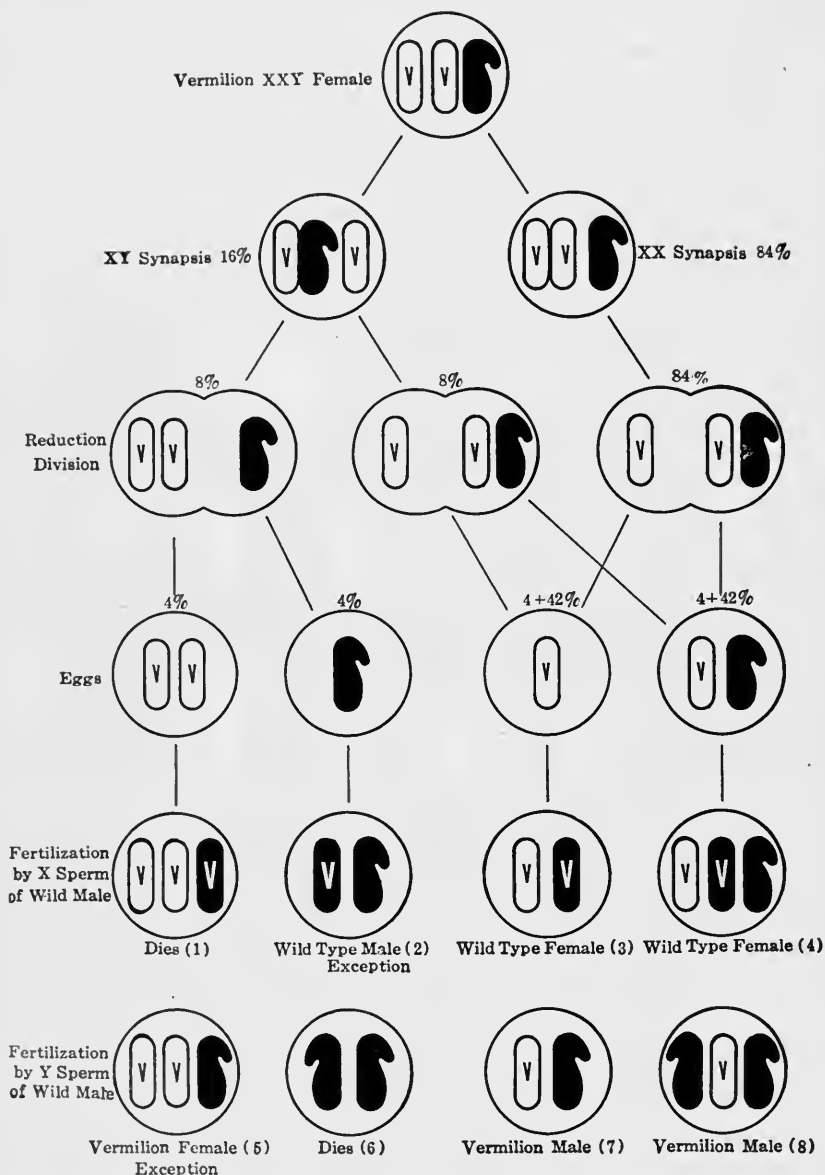 Vermilion XXY Female
V V
XY Synapsis 16%
V V
V V
XX Synapsis 84%
8%
8%
84%
Reduction
Division
V V
V V
V V
4%
4%
4+42%
4+42%
Eggs
V V
V
V
Fertilization
by X Sperm
of Wild Male
V V V
V
V V
V V
Dies (1)
Wild Type Male (2)
Exception
Wild Type Female (3)
Wild Type Female (4)
Fertilization
by Y Sperm
of Wild Male
V V
V
V
Vermilion Female (5)
Exception
Dies (6)
Vermilion Male (7)
Vermilion Male (8)